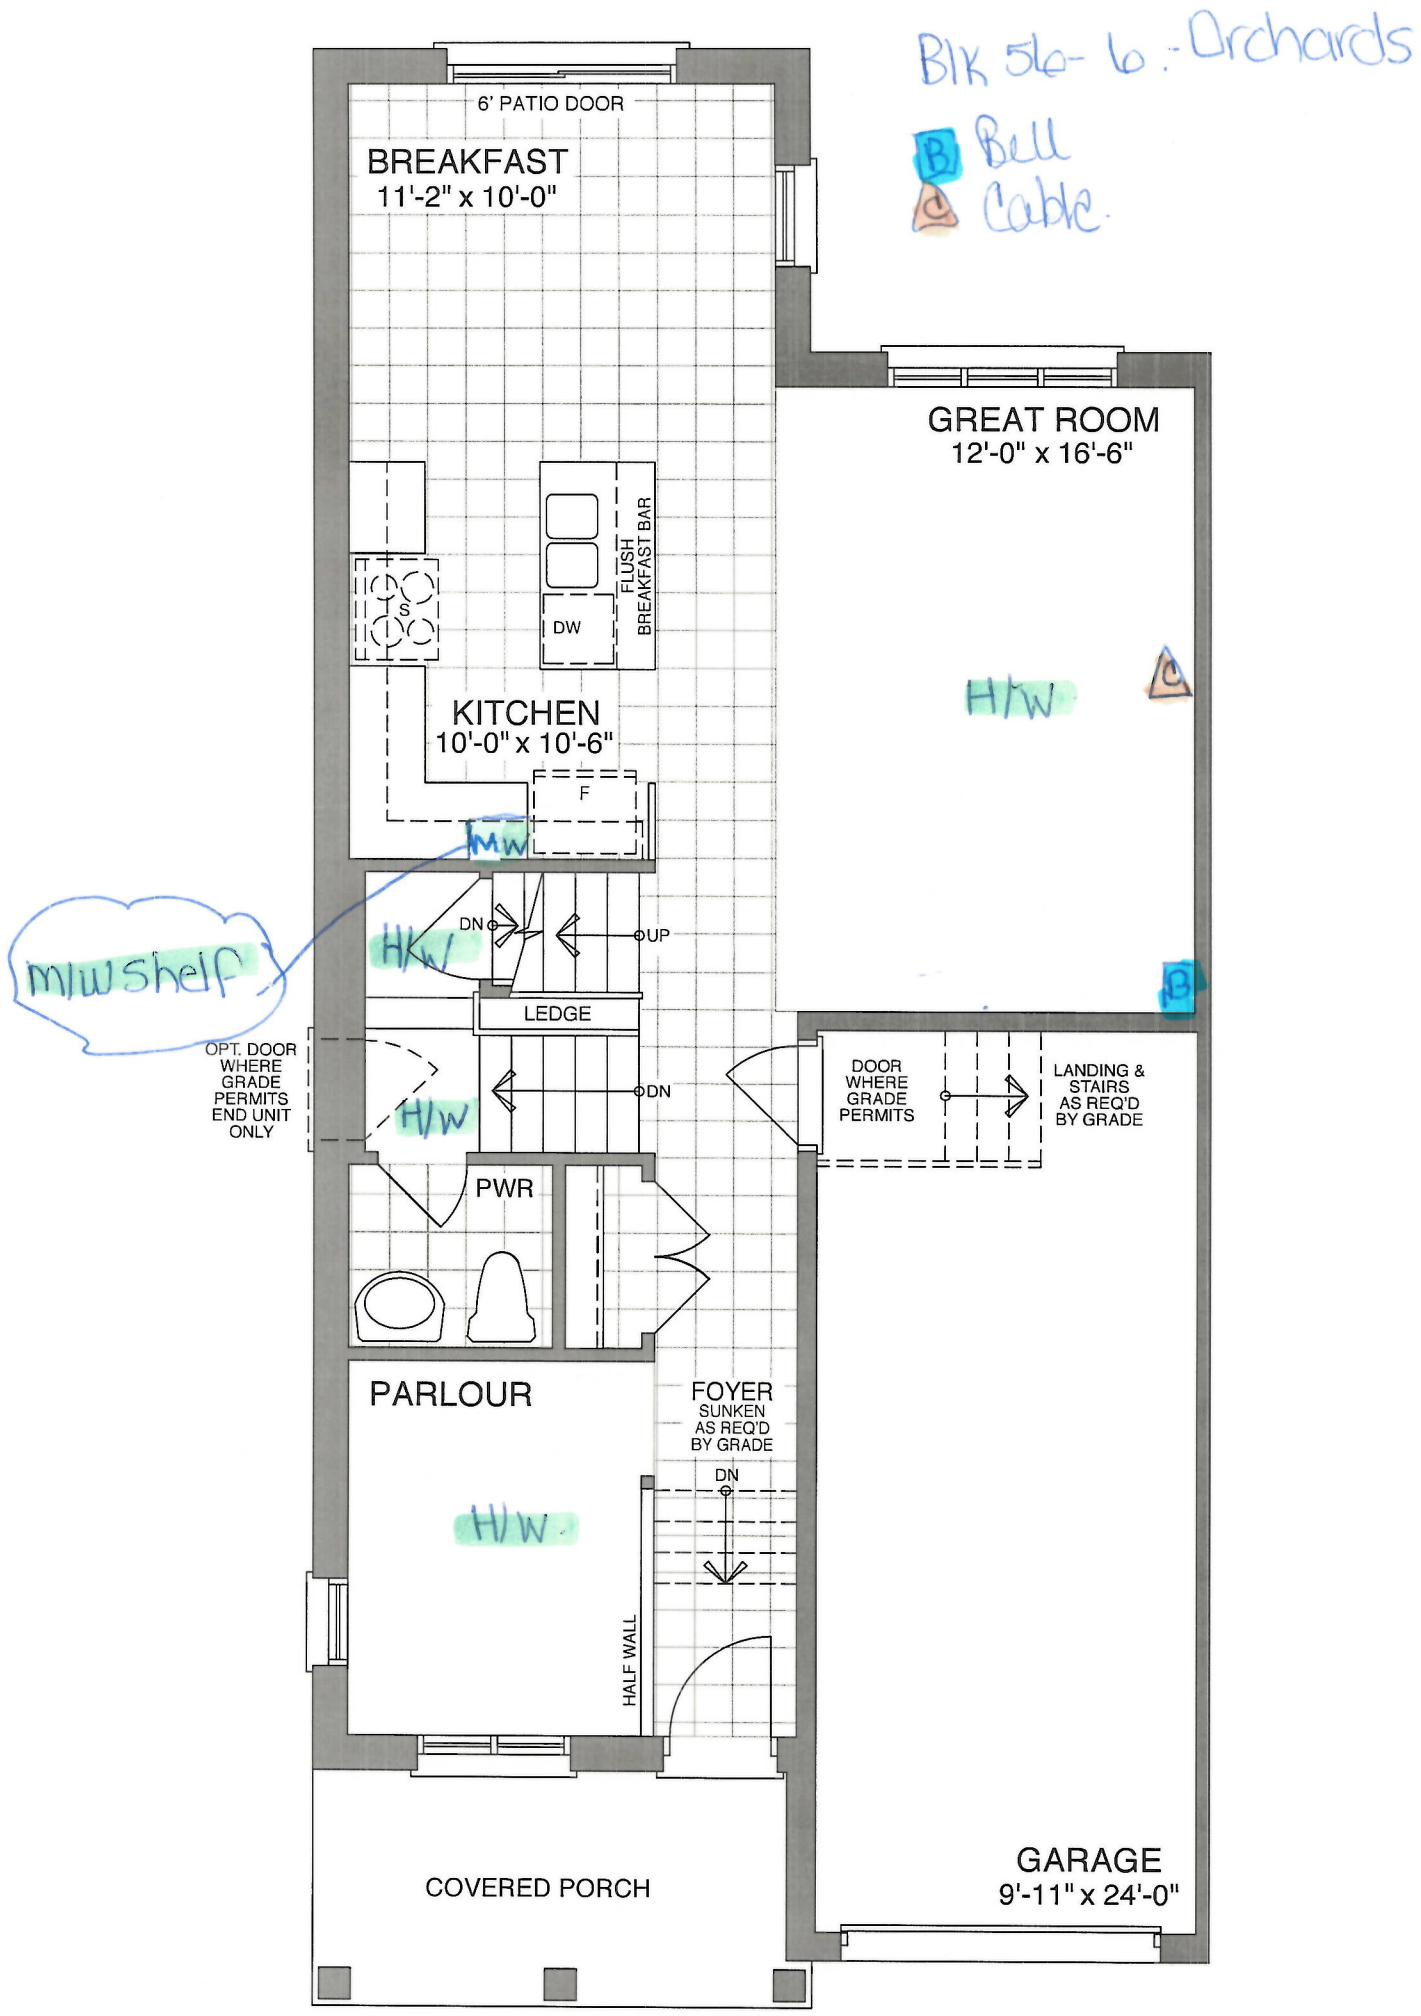 Blk 56-6 :- Orchards
B Bell
C Cable.
6' PATIO DOOR
BREAKFAST
11'-2" x 10'-0"
GREAT ROOM
12'-0" x 16'-6"
FLUSH
BREAKFAST BAR
S
DW
H/W
C
KITCHEN
10'-0" x 10'-6"
F
MW
M/W Shelf
H/W
DN
UP
LEDGE
B
OPT. DOOR
WHERE
GRADE
PERMITS
END UNIT
ONLY
H/W
DN
DOOR
WHERE
GRADE
PERMITS
LANDING &
STAIRS
AS REQ'D
BY GRADE
PWR
PARLOUR
FOYER
SUNKEN
AS REQ'D
BY GRADE
DN
H/W.
HALF WALL
GARAGE
9'-11" x 24'-0"
COVERED PORCH